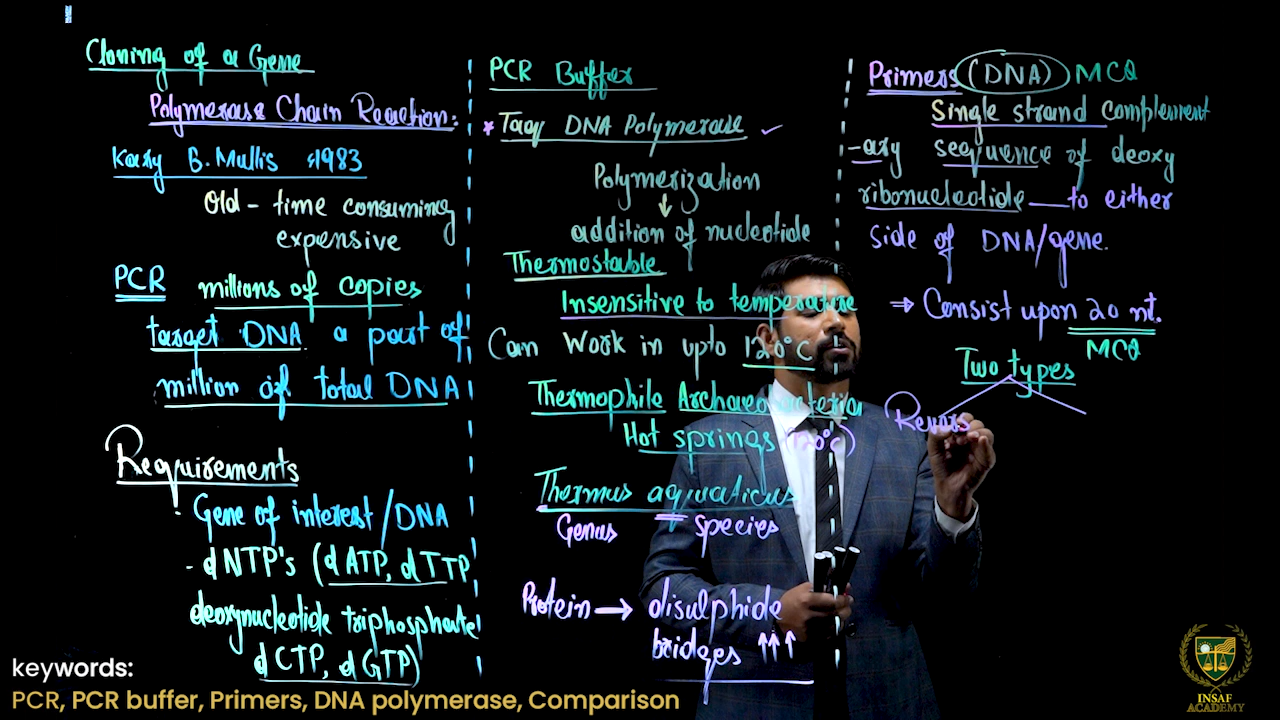 Cloning of a Gene
Polymerase Chain Reaction:
Kary B. Mullis 1983
Old - time consuming
expensive
PCR millions of copies
target DNA a part of
million of total DNA
Requirements
Gene of interest/DNA
- dNTP's (dATP, dTTP,
deoxynucleotide triphosphate
dCTP, dGTP)
PCR Buffer
* Taq DNA Polymerase ✓
Polymerization
↓
addition of nucleotide
Thermostable
Insensitive to temperature
Can Work in upto 120°C
Thermophile Archaeobacteria
Hot springs (120°C)
Thermus aquaticus
Genus species
Protein → disulphide
bridges ↑↑↑
Primers (DNA) MCQ
Single strand complement
-ary seequence of deoxy
ribonucleotide — to either
side of DNA/gene.
⇒ Consist upon 20 nt.
MCQ
Two types
Revers
keywords:
PCR, PCR buffer, Primers, DNA polymerase, Comparison
INSAF
ACADEMY